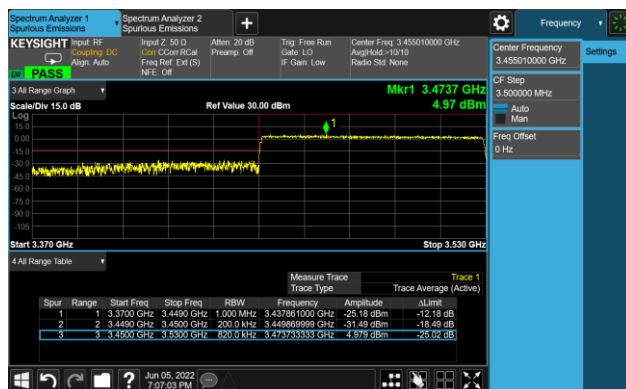 Spectrum Analyzer 1
Spurious Emissions
Spectrum Analyzer 2
Spurious Emissions
+
Frequency
KEYSIGHT Input: RF
Coupling: DC
Align: Auto
Input Z: 50 Ω
Corr CCorr RCal
Freq Ref: Ext (S)
NFE: Off
Atten: 20 dB
Preamp: Off
Trig: Free Run
Gate: LO
IF Gain: Low
Center Freq: 3.455010000 GHz
Avg|Hold:>10/10
Radio Std: None
PASS
Center Frequency
3.455010000 GHz
Settings
CF Step
3.500000 MHz
Auto
Man
Freq Offset
0 Hz
3 All Range Graph
Mkr1 3.4737 GHz
Scale/Div 15.0 dB
Ref Value 30.00 dBm
4.97 dBm
Log
15.0
0.00
-15.0
-30.0
-45.0
-60.0
-75.0
-90.0
-105
1
Start 3.370 GHz
Stop 3.530 GHz
4 All Range Table
Measure Trace Trace 1
Trace Type Trace Average (Active)
Spur Range Start Freq Stop Freq RBW Frequency Amplitude ΔLimit
1 1 3.3700 GHz 3.4490 GHz 1.000 MHz 3.437861000 GHz -25.18 dBm -12.18 dB
2 2 3.4490 GHz 3.4500 GHz 200.0 kHz 3.449869999 GHz -31.49 dBm -18.49 dB
3 3 3.4500 GHz 3.5300 GHz 820.0 kHz 3.473733333 GHz 4.979 dBm -25.02 dB
?
Jun 05, 2022
7:07:03 PM